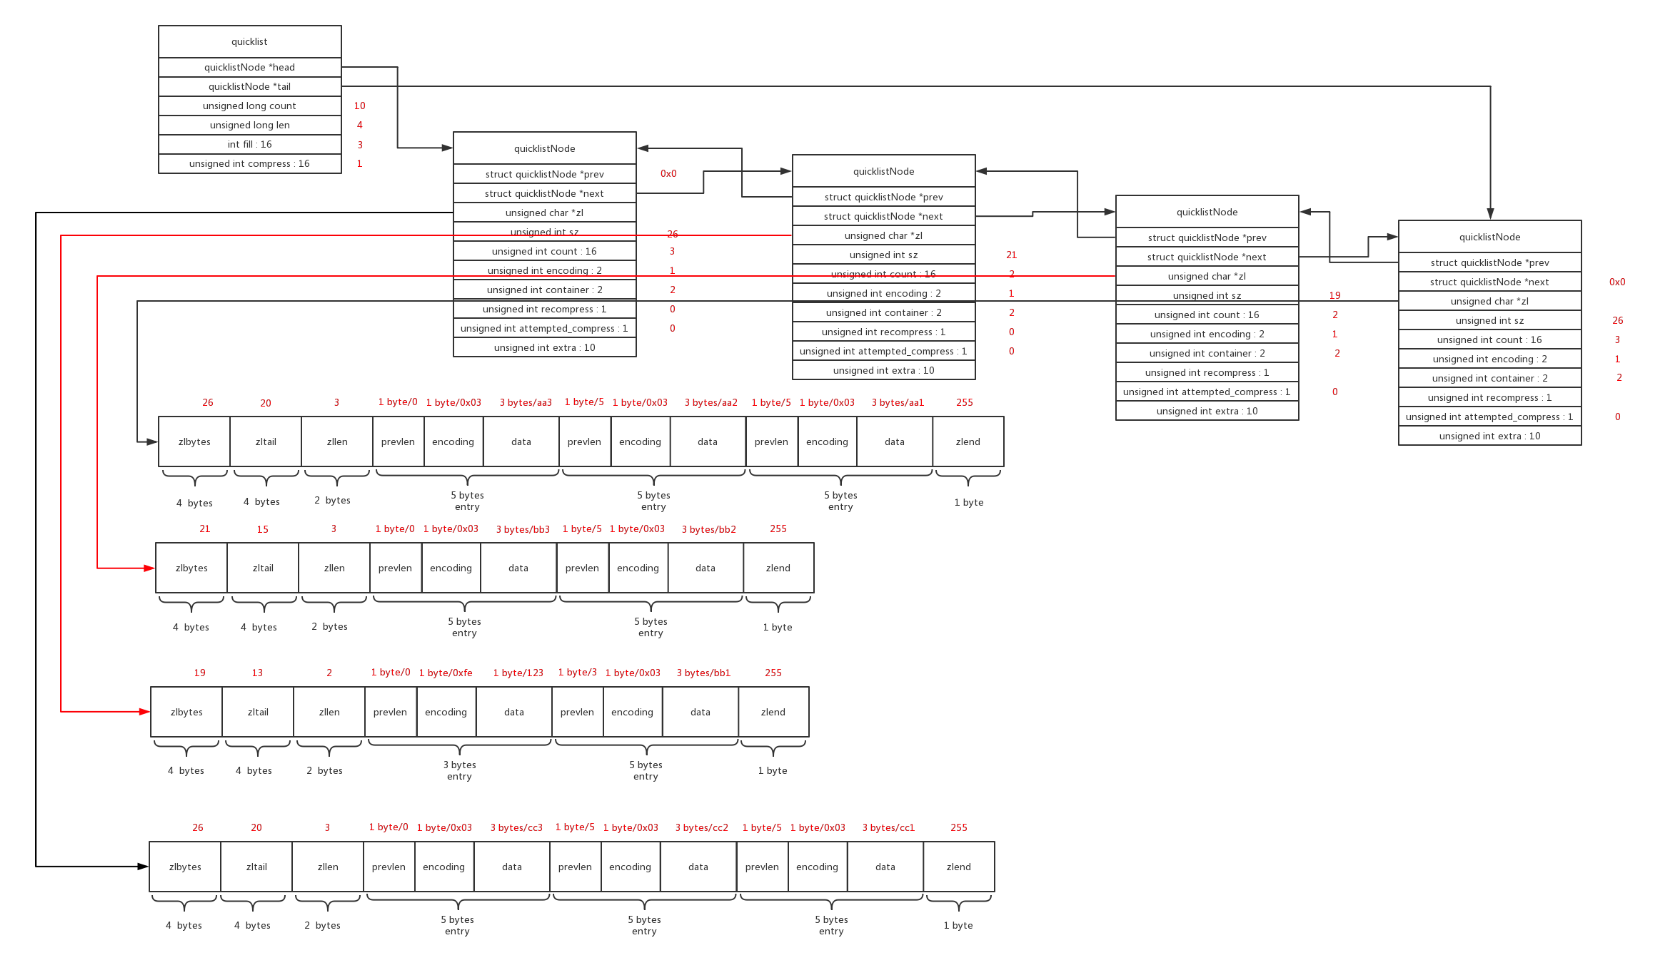 quicklist
quicklistNode *head
quicklistNode *tail
unsigned long count 10
unsigned long len 4
int fill : 16 3
unsigned int compress : 16 1
quicklistNode
struct quicklistNode *prev 0x0
struct quicklistNode *next
unsigned char *zl
unsigned int sz 26
unsigned int count : 16 3
unsigned int encoding : 2 1
unsigned int container : 2 2
unsigned int recompress : 1 0
unsigned int attempted_compress : 1 0
unsigned int extra : 10
quicklistNode
struct quicklistNode *prev
struct quicklistNode *next
unsigned char *zl
unsigned int sz 21
unsigned int count : 16 2
unsigned int encoding : 2 1
unsigned int container : 2 2
unsigned int recompress : 1 0
unsigned int attempted_compress : 1 0
unsigned int extra : 10
quicklistNode
struct quicklistNode *prev
struct quicklistNode *next
unsigned char *zl
unsigned int sz 19
unsigned int count : 16 2
unsigned int encoding : 2 1
unsigned int container : 2 2
unsigned int recompress : 1
unsigned int attempted_compress : 1 0
unsigned int extra : 10
quicklistNode
struct quicklistNode *prev
struct quicklistNode *next 0x0
unsigned char *zl
unsigned int sz 26
unsigned int count : 16 3
unsigned int encoding : 2 1
unsigned int container : 2 2
unsigned int recompress : 1
unsigned int attempted_compress : 1 0
unsigned int extra : 10
26 20 3 1 byte/0 1 byte/0x03 3 bytes/aa3 1 byte/5 1 byte/0x03 3 bytes/aa2 1 byte/5 1 byte/0x03 3 bytes/aa1 255
zlbytes zltail zllen prevlen encoding data prevlen encoding data prevlen encoding data zlend
4 bytes 4 bytes 2 bytes 5 bytes 5 bytes 5 bytes 1 byte
entry entry entry
21 15 3 1 byte/0 1 byte/0x03 3 bytes/bb3 1 byte/5 1 byte/0x03 3 bytes/bb2 255
zlbytes zltail zllen prevlen encoding data prevlen encoding data zlend
4 bytes 4 bytes 2 bytes 5 bytes 5 bytes 1 byte
entry entry
19 13 2 1 byte/0 1 byte/0xfe 1 byte/123 1 byte/3 1 byte/0x03 3 bytes/bb1 255
zlbytes zltail zllen prevlen encoding data prevlen encoding data zlend
4 bytes 4 bytes 2 bytes 3 bytes 5 bytes 1 byte
entry entry
26 20 3 1 byte/0 1 byte/0x03 3 bytes/cc3 1 byte/5 1 byte/0x03 3 bytes/cc2 1 byte/5 1 byte/0x03 3 bytes/cc1 255
zlbytes zltail zllen prevlen encoding data prevlen encoding data prevlen encoding data zlend
4 bytes 4 bytes 2 bytes 5 bytes 5 bytes 5 bytes 1 byte
entry entry entry